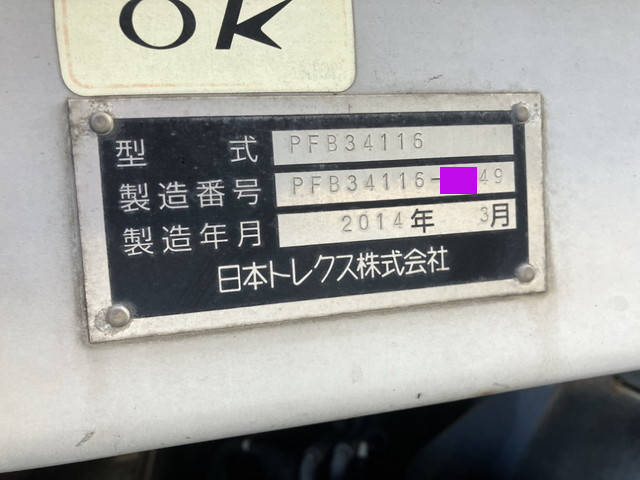 OK
型 式 PFB34116
製造番号 PFB34116- 49
製造年月 2014年 3月
日本トレクス株式会社